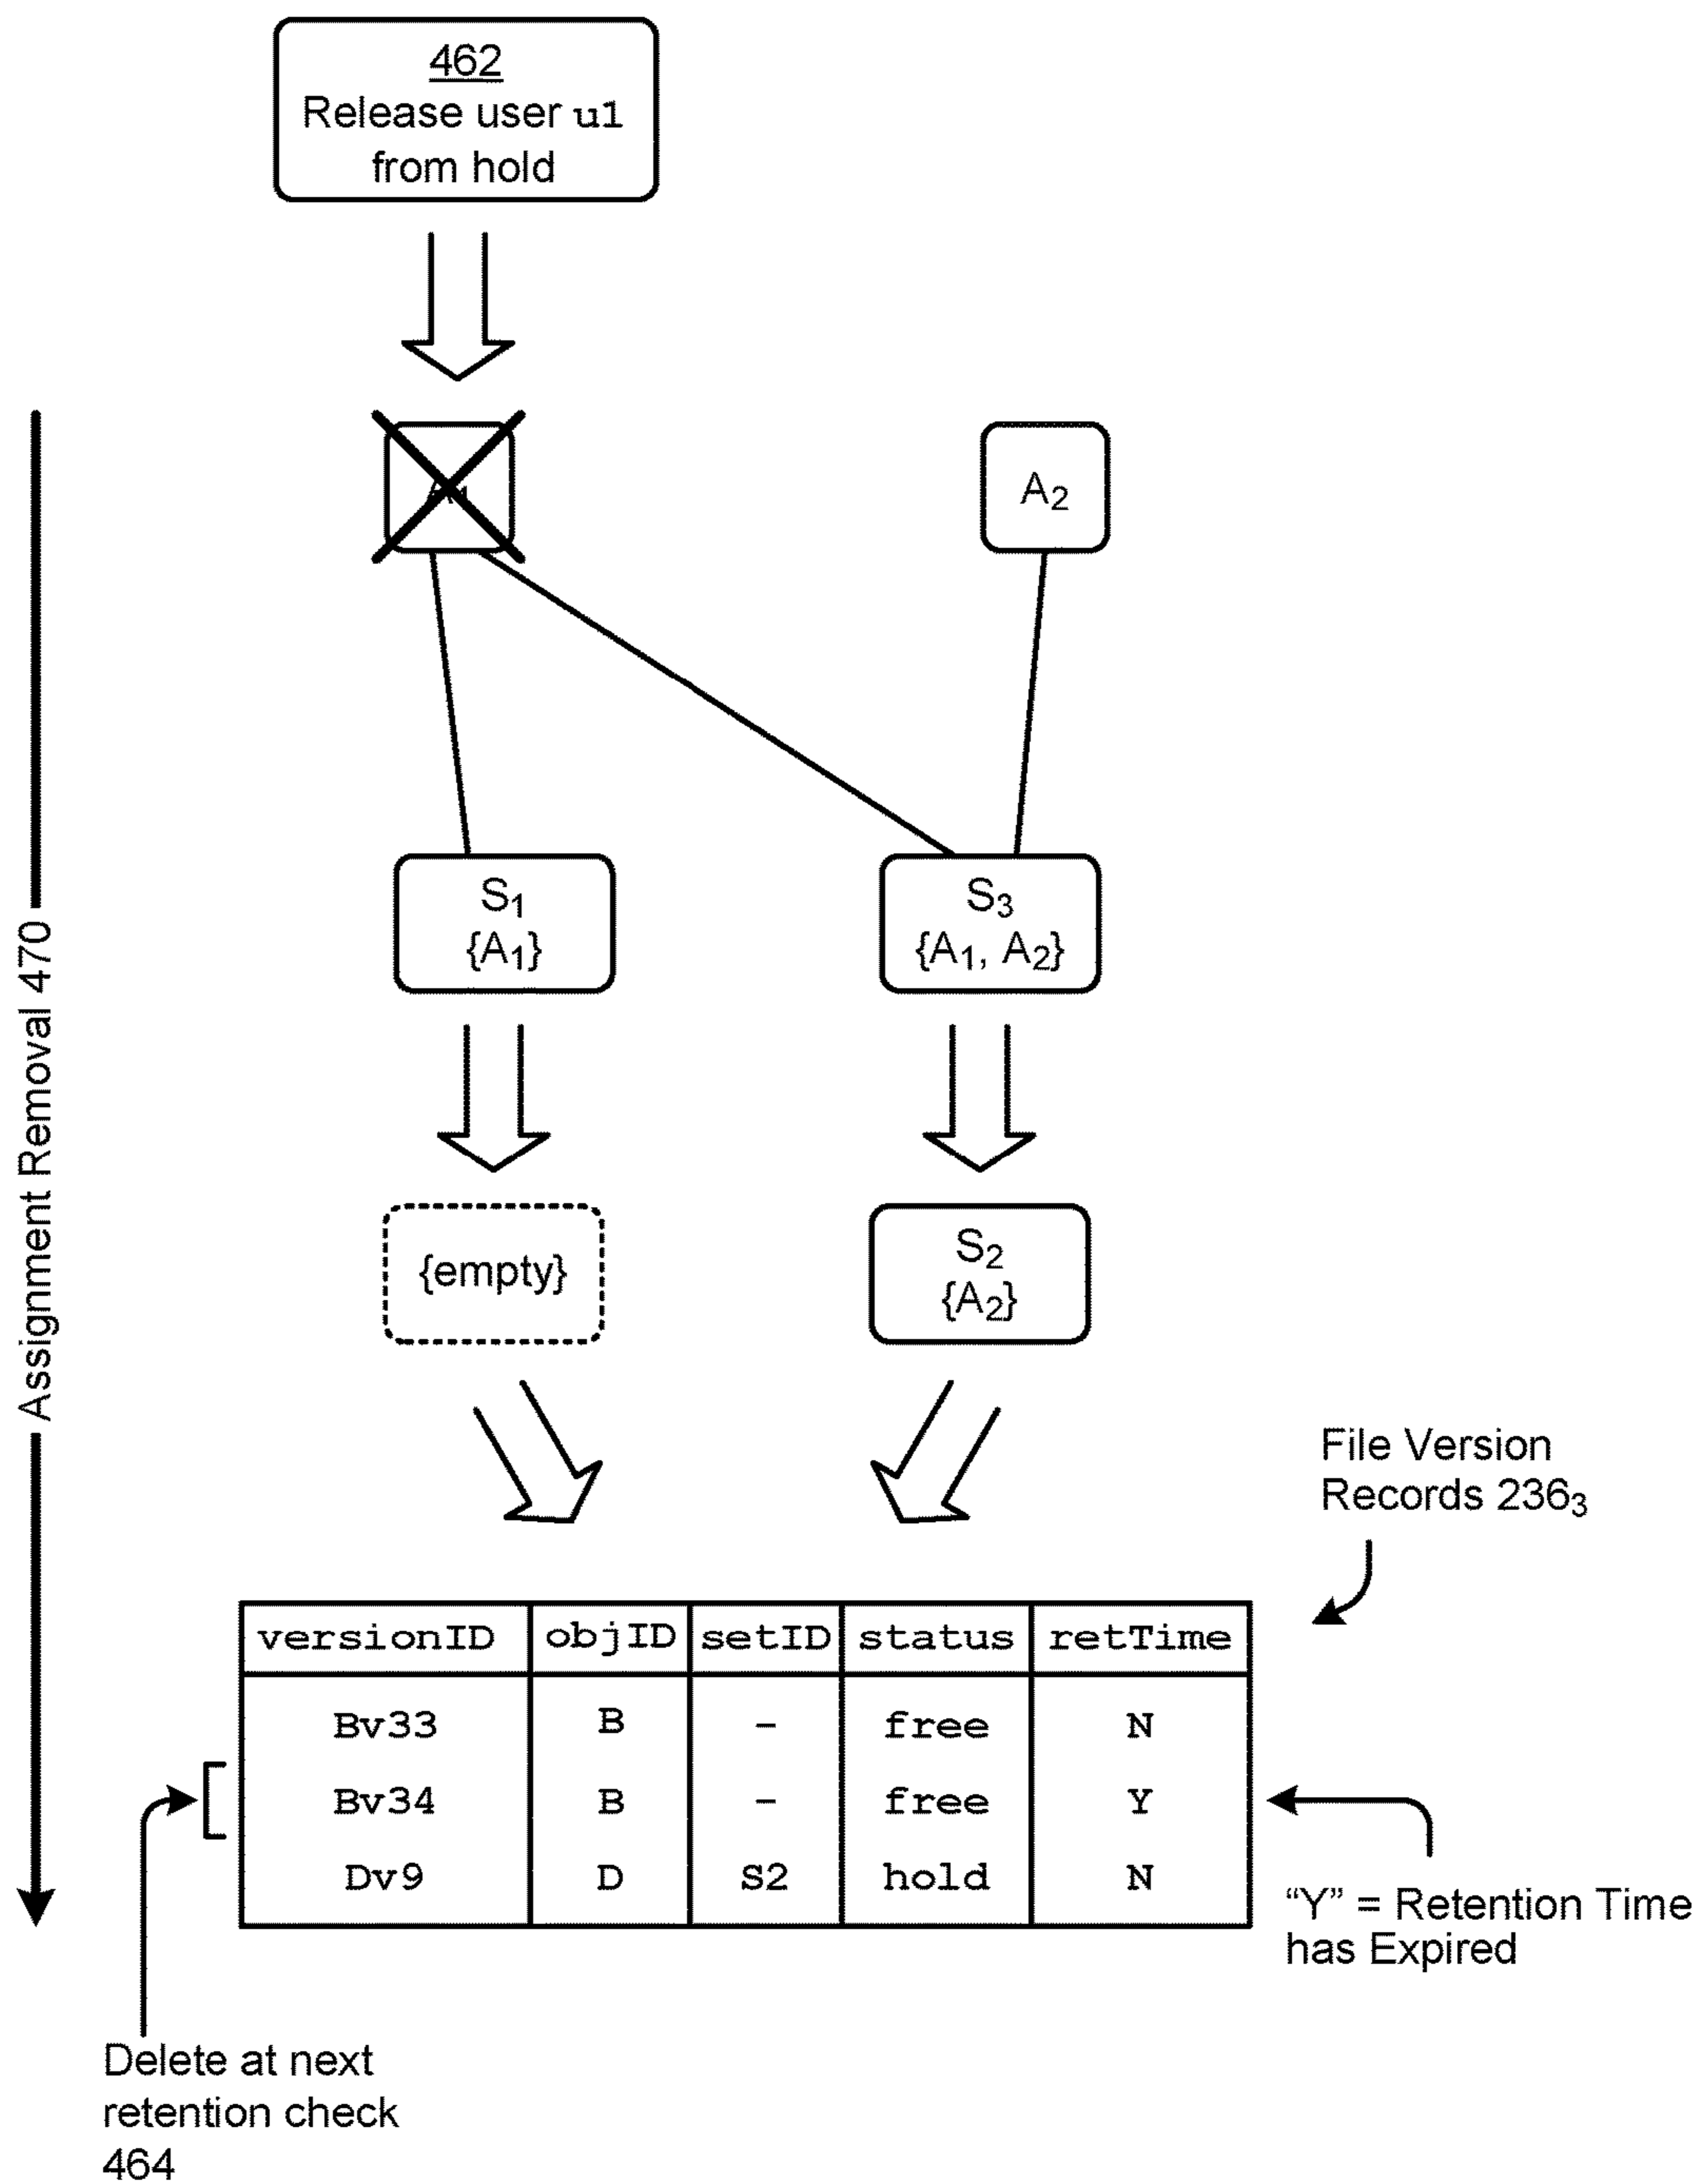 462
Release user u1
from hold
A₂
S₁
{A₁}
S₃
{A₁, A₂}
Assignment Removal 470
{empty}
S₂
{A₂}
File Version
Records 236₃
versionID objID setID status retTime
Bv33 B - free N
Bv34 B - free Y
Dv9 D S2 hold N
"Y" = Retention Time
has Expired
Delete at next
retention check
464